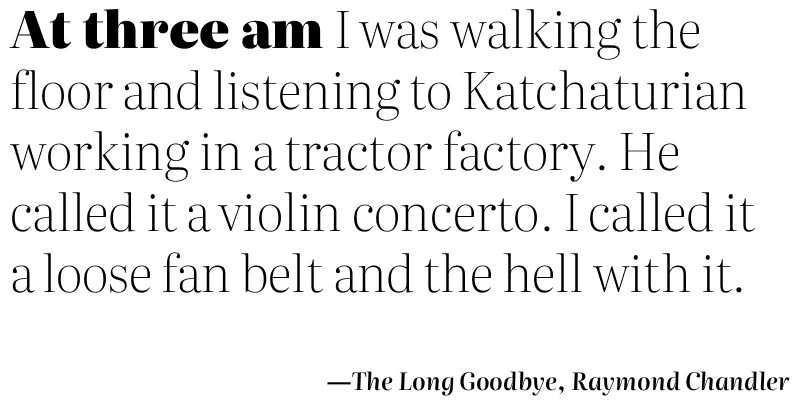 At three am I was walking the
floor and listening to Katchaturian
working in a tractor factory. He
called it a violin concerto. I called it
a loose fan belt and the hell with it.
—The Long Goodbye, Raymond Chandler